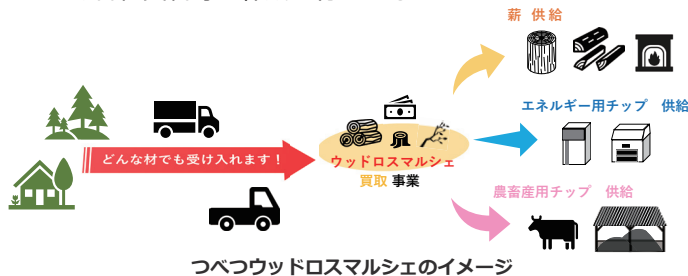 薪 供給
エネルギー用チップ 供給
どんな材でも受け入れます！
ウッドロスマルシェ
買取 事業
農畜産用チップ 供給
つべつウッドロスマルシェのイメージ